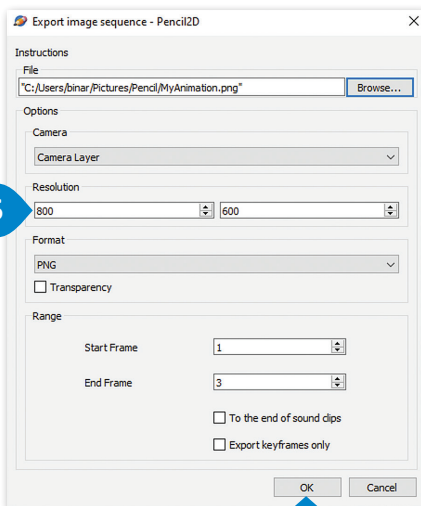 Export image sequence - Pencil2D
Instructions
File
"C:/Users/binar/Pictures/Pencil/MyAnimation.png" Browse...
Options
Camera
Camera Layer
Resolution
800 600
Format
PNG
Transparency
Range
Start Frame 1
End Frame 3
To the end of sound clips
Export keyframes only
OK Cancel